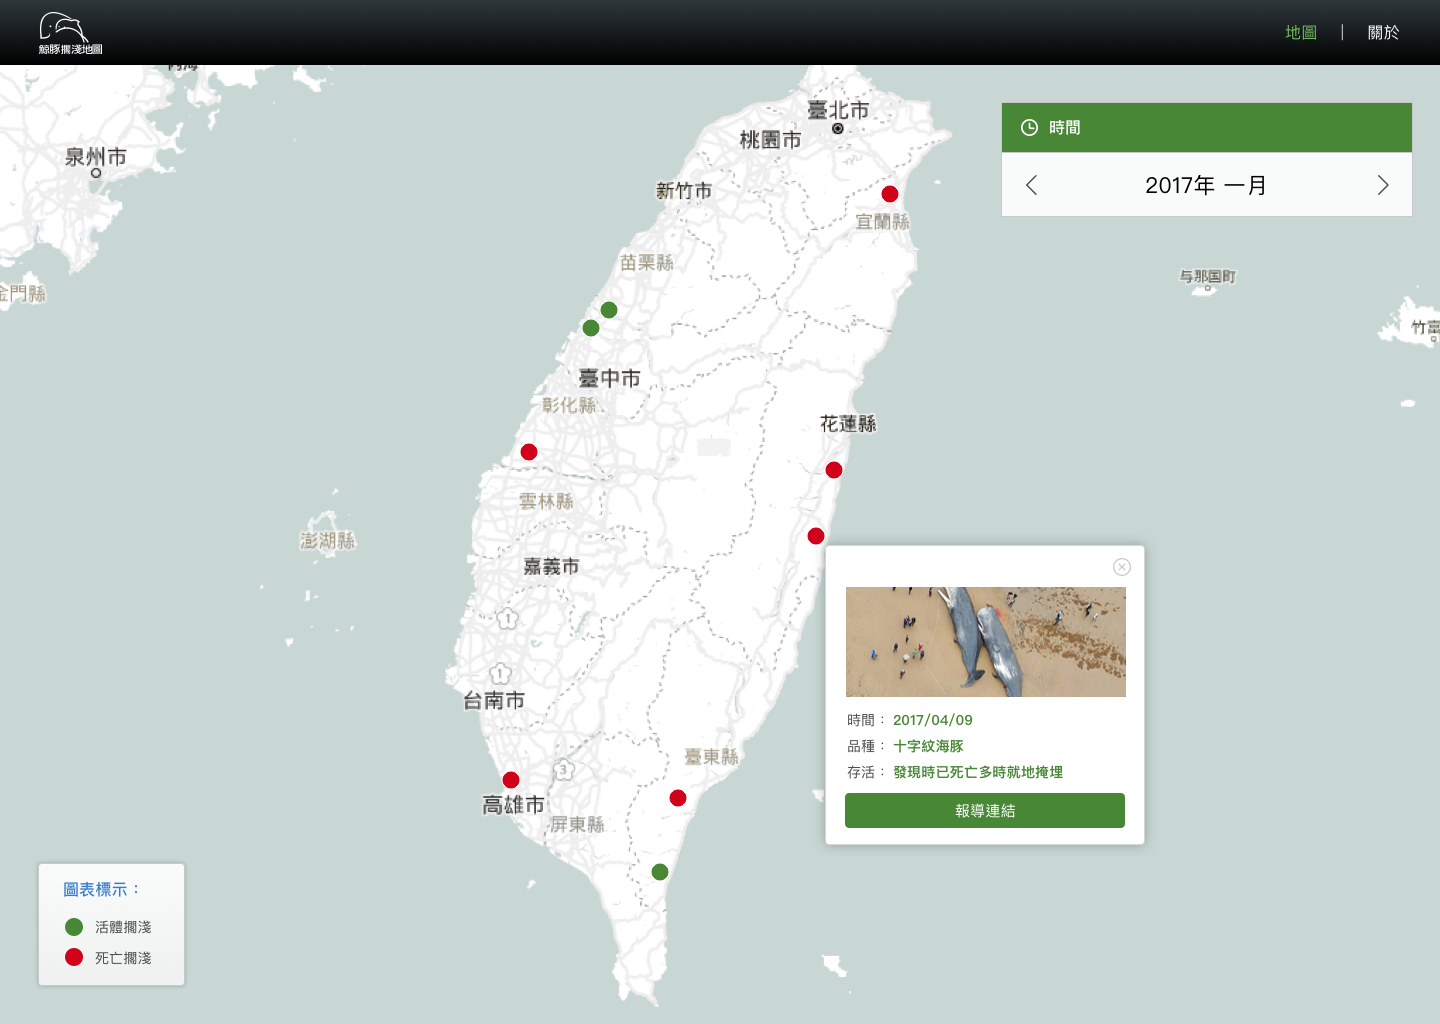 鯨豚擱淺地圖
地圖
關於
時間
2017年 一月
臺北市
桃園市
泉州市
新竹市
宜蘭縣
苗栗縣
与那国町
金門縣
臺中市
彰化縣
花蓮縣
雲林縣
澎湖縣
嘉義市
1
1
台南市
臺東縣
3
高雄市
屏東縣
時間： 2017/04/09
品種： 十字紋海豚
存活： 發現時已死亡多時就地掩埋
報導連結
圖表標示：
活體擱淺
死亡擱淺